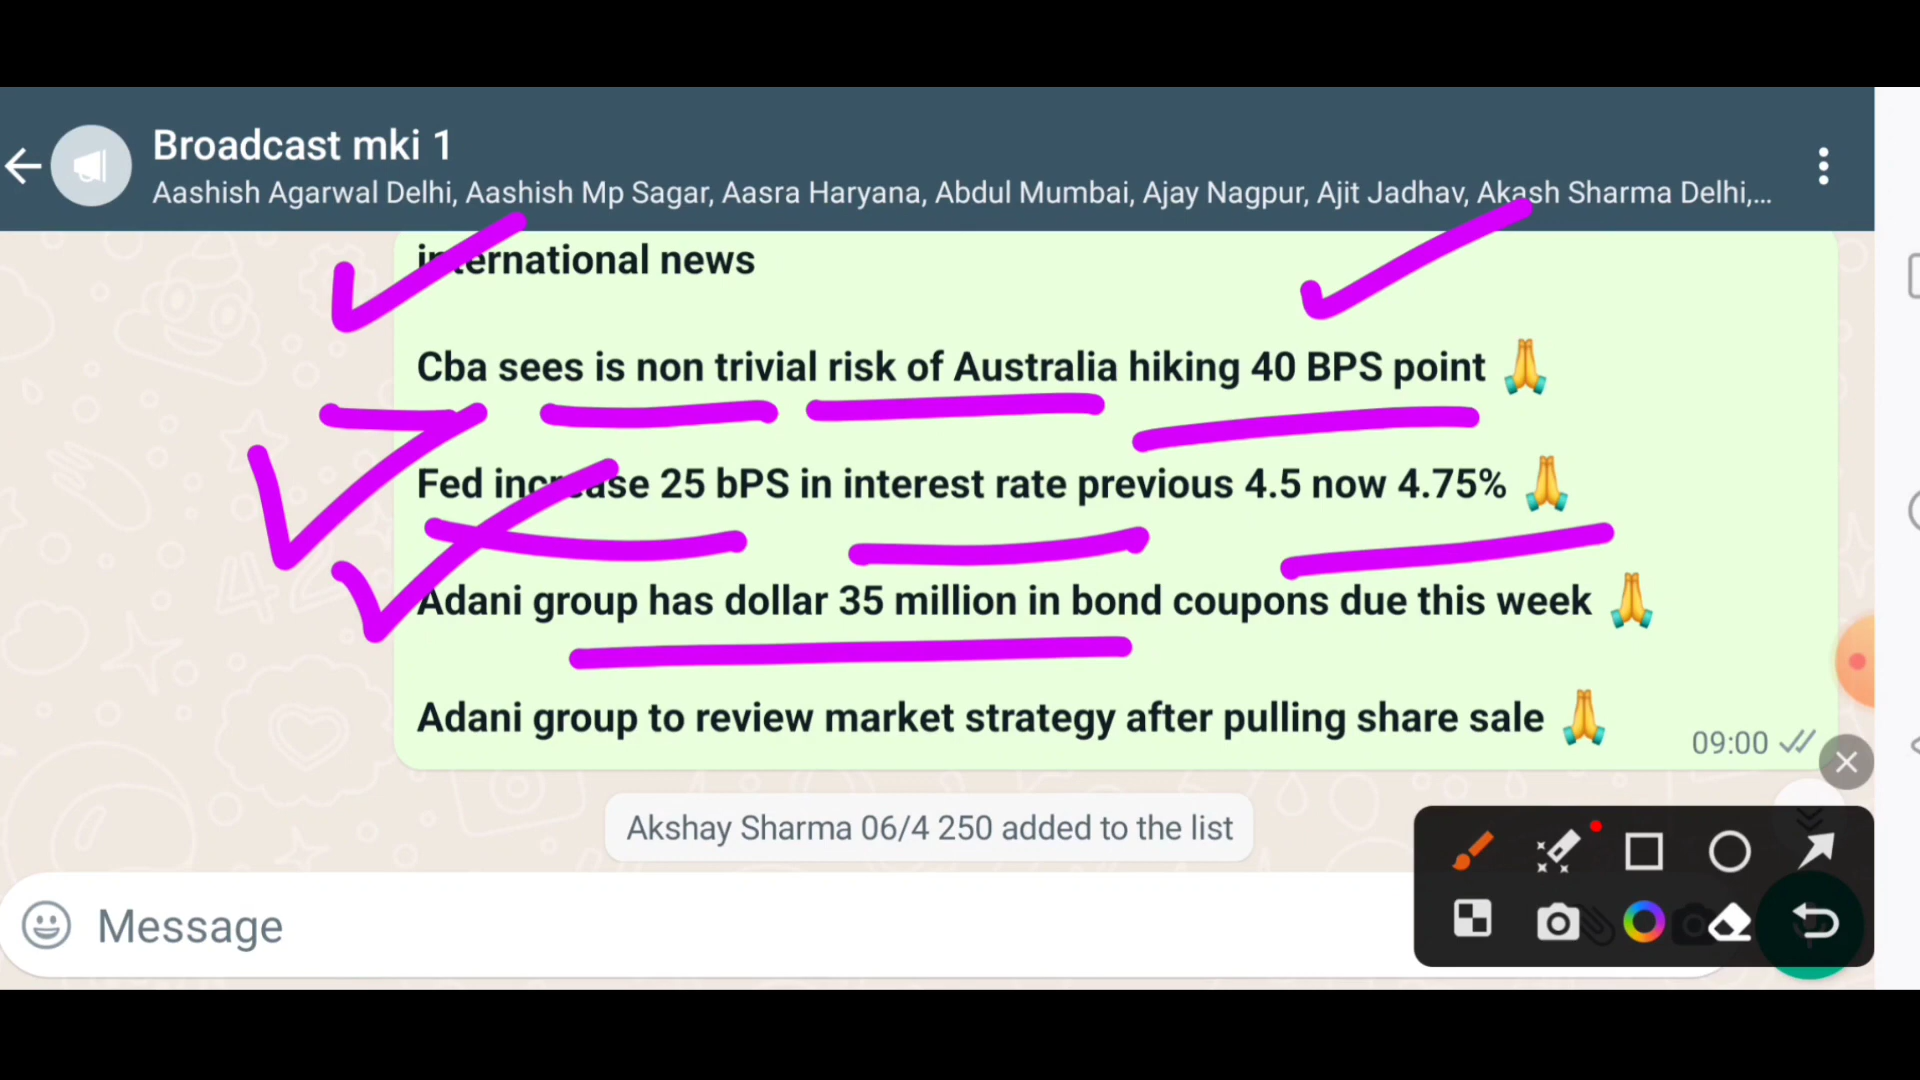 Broadcast mki 1
Aashish Agarwal Delhi, Aashish Mp Sagar, Aasra Haryana, Abdul Mumbai, Ajay Nagpur, Ajit Jadhav, Akash Sharma Delhi,...
international news
Cba sees is non trivial risk of Australia hiking 40 BPS point 🙏
Fed increase 25 bPS in interest rate previous 4.5 now 4.75% 🙏
Adani group has dollar 35 million in bond coupons due this week 🙏
Adani group to review market strategy after pulling share sale 🙏
09:00
Akshay Sharma 06/4 250 added to the list
Message